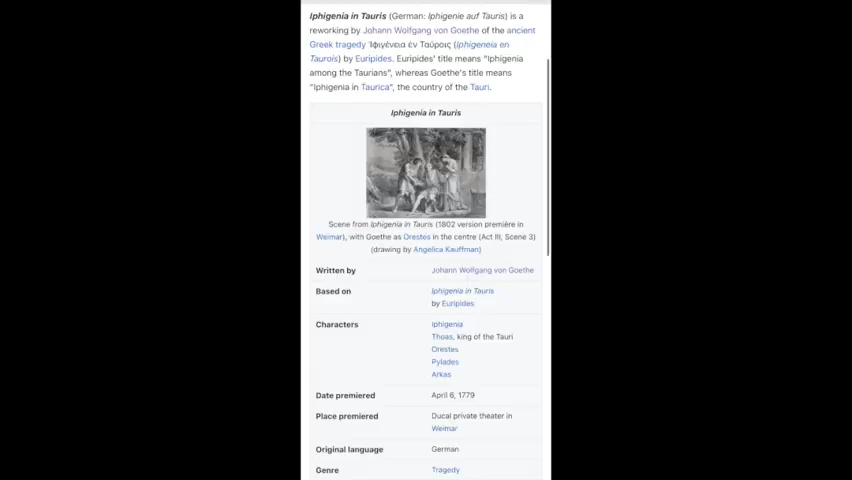 Iphigenia in Tauris (German: Iphigenie auf Tauris) is a
reworking by Johann Wolfgang von Goethe of the ancient
Greek tragedy Ἰφιγένεια ἐν Ταύροις (Iphigeneia en
Taurois) by Euripides. Euripides' title means "Iphigenia
among the Taurians", whereas Goethe's title means
"Iphigenia in Taurica", the country of the Tauri.
Iphigenia in Tauris
Scene from Iphigenia in Tauris (1802 version première in
Weimar), with Goethe as Orestes in the centre (Act III, Scene 3)
(drawing by Angelica Kauffman)
Written by Johann Wolfgang von Goethe
Based on Iphigenia in Tauris
by Euripides
Characters Iphigenia
Thoas, king of the Tauri
Orestes
Pylades
Arkas
Date premiered April 6, 1779
Place premiered Ducal private theater in
Weimar
Original language German
Genre Tragedy